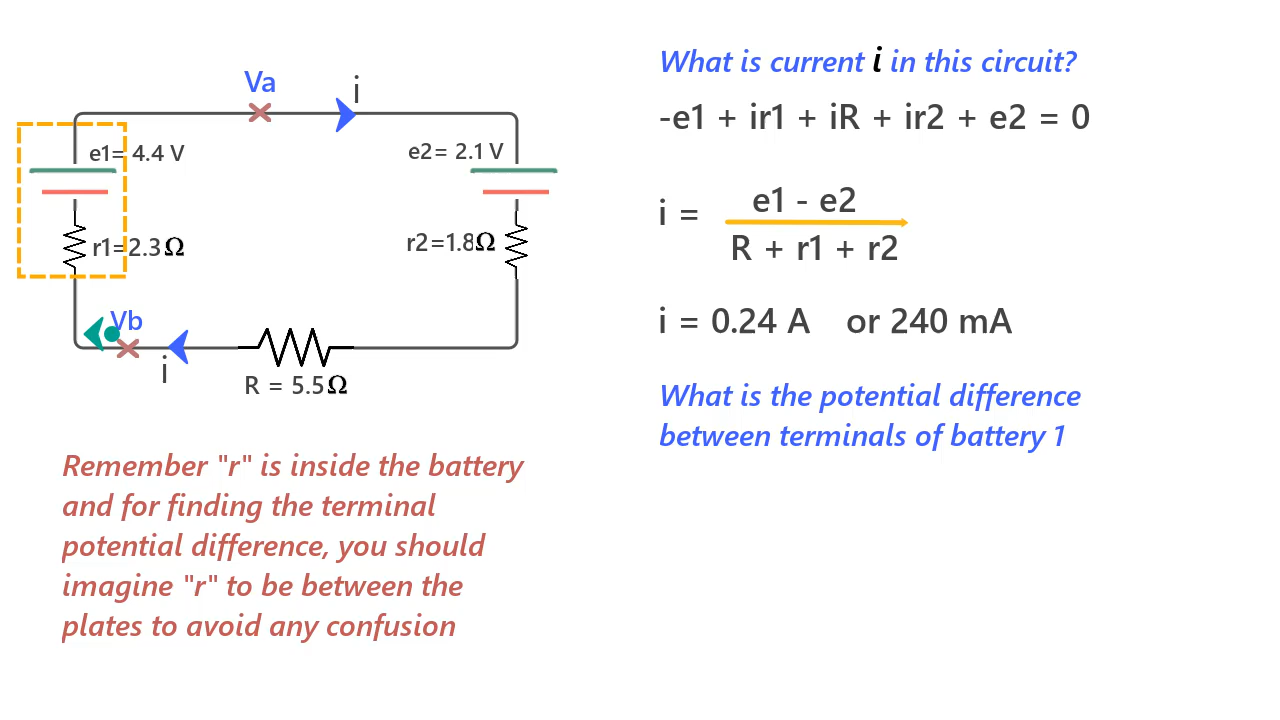 Va
i
e1= 4.4 V
e2= 2.1 V
r1=2.3Ω
r2=1.8Ω
Vb
i
R = 5.5Ω
Remember "r" is inside the battery
and for finding the terminal
potential difference, you should
imagine "r" to be between the
plates to avoid any confusion
What is current i in this circuit?
-e1 + ir1 + iR + ir2 + e2 = 0
i = e1 - e2
R + r1 + r2
i = 0.24 A or 240 mA
What is the potential difference
between terminals of battery 1